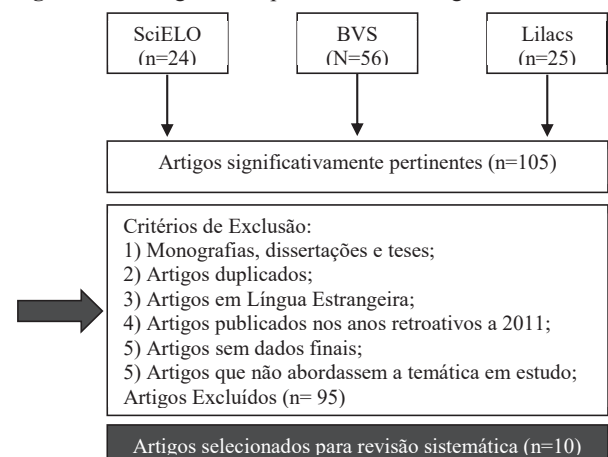 SciELO
(n=24)
BVS
(N=56)
Lilacs
(n=25)
Artigos significativamente pertinentes (n=105)
Critérios de Exclusão:
1) Monografias, dissertações e teses;
2) Artigos duplicados;
3) Artigos em Língua Estrangeira;
4) Artigos publicados nos anos retroativos a 2011;
5) Artigos sem dados finais;
5) Artigos que não abordassem a temática em estudo;
Artigos Excluídos (n= 95)
Artigos selecionados para revisão sistemática (n=10)